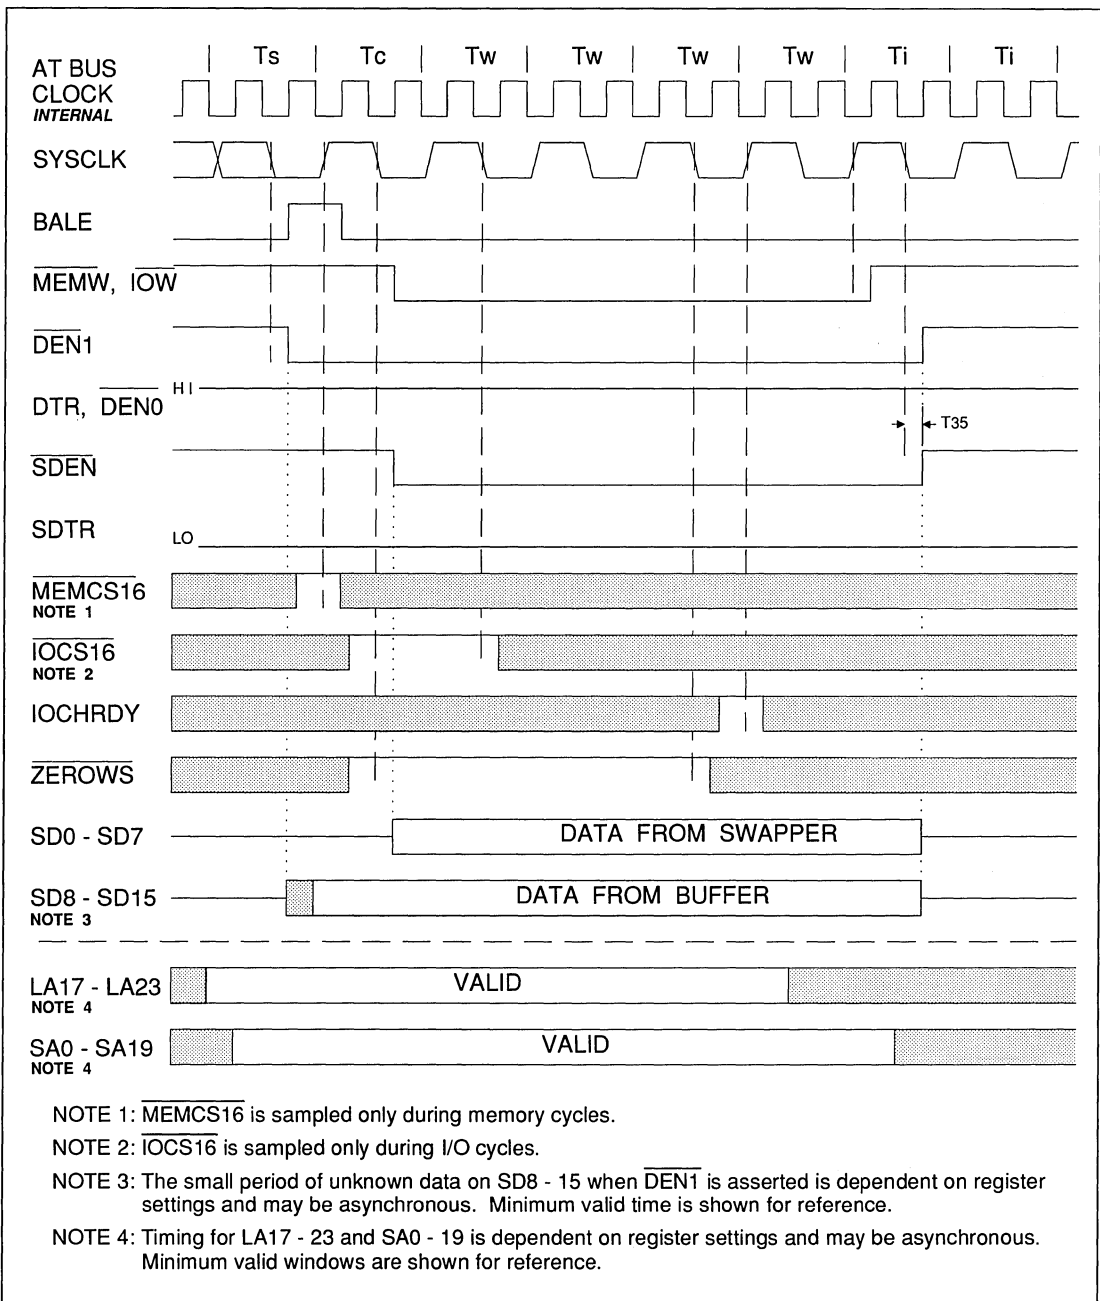 Ts Tc Tw Tw Tw Tw Ti Ti
AT BUS
CLOCK
INTERNAL
SYSCLK
BALE
MEMW, IOW
DEN1
HI
DTR, DEN0
T35
SDEN
SDTR
LO
MEMCS16
NOTE 1
IOCS16
NOTE 2
IOCHRDY
ZEROWS
SD0 - SD7
DATA FROM SWAPPER
SD8 - SD15
DATA FROM BUFFER
NOTE 3
LA17 - LA23
VALID
NOTE 4
SA0 - SA19
VALID
NOTE 4
NOTE 1: MEMCS16 is sampled only during memory cycles.
NOTE 2: IOCS16 is sampled only during I/O cycles.
NOTE 3: The small period of unknown data on SD8 - 15 when DEN1 is asserted is dependent on register
settings and may be asynchronous. Minimum valid time is shown for reference.
NOTE 4: Timing for LA17 - 23 and SA0 - 19 is dependent on register settings and may be asynchronous.
Minimum valid windows are shown for reference.